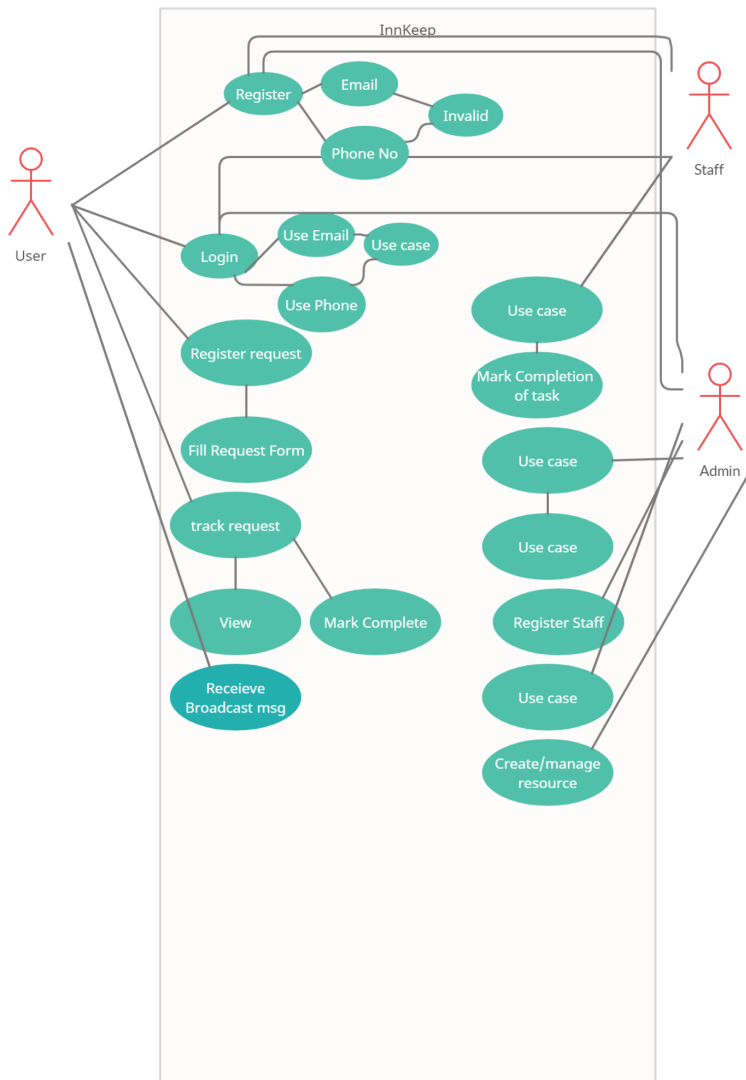 InnKeep
Register
Email
Invalid
Phone No
Staff
User
Login
Use Email
Use case
Use Phone
Use case
Register request
Mark Completion
of task
Fill Request Form
Use case
Admin
track request
Use case
View
Mark Complete
Register Staff
Receieve
Broadcast msg
Use case
Create/manage
resource